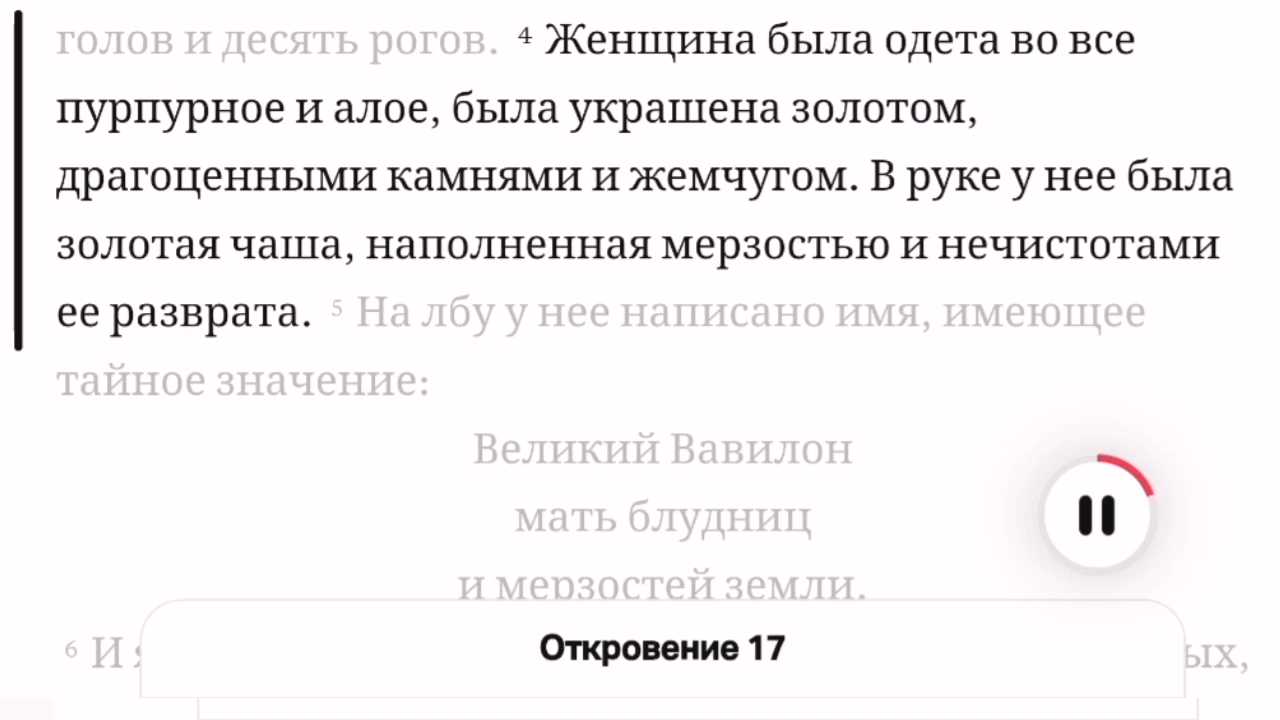 голов и десять рогов. 4 Женщина была одета во все
пурпурное и алое, была украшена золотом,
драгоценными камнями и жемчугом. В руке у нее была
золотая чаша, наполненная мерзостью и нечистотами
ее разврата. 5 На лбу у нее написано имя, имеющее
тайное значение:
Великий Вавилон
мать блудниц
и мерзостей земли.
6 И
Откровение 17